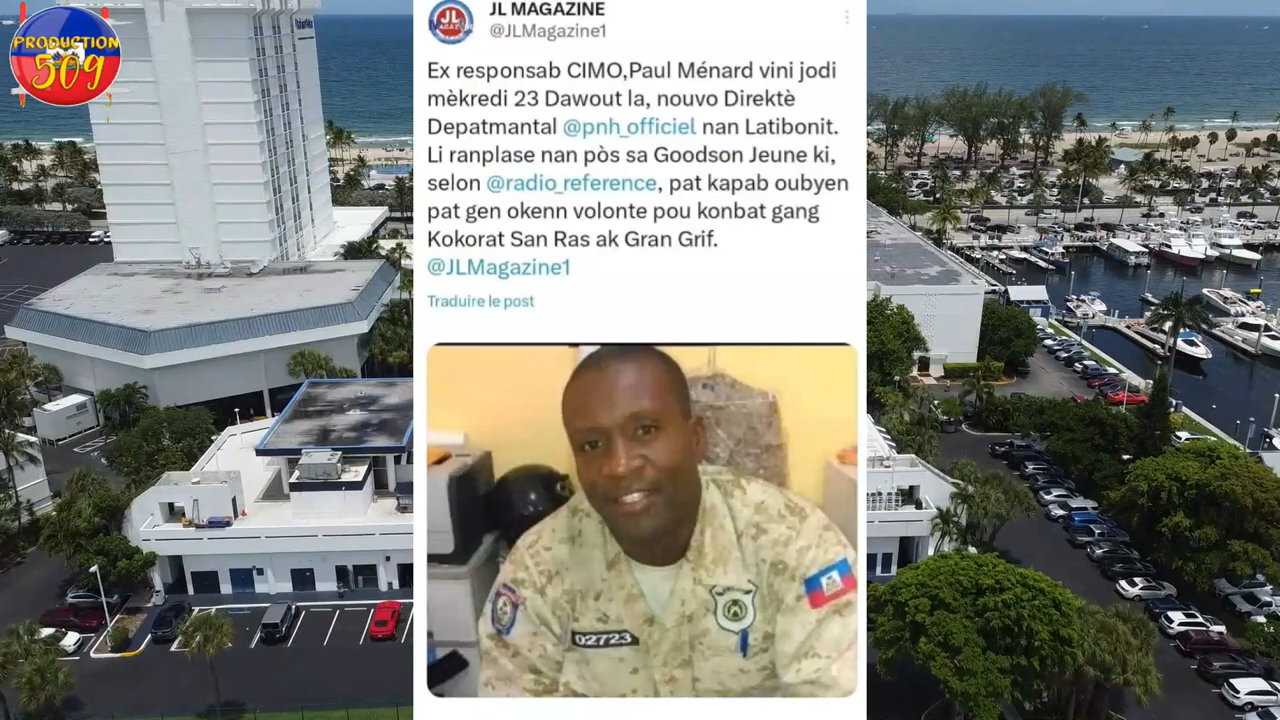 PRODUCTION
509
JL MAGAZINE
@JLMagazine1
Ex responsab CIMO,Paul Ménard vini jodi
mèkredi 23 Dawout la, nouvo Direktè
Depatmantal @pnh_officiel nan Latibonit.
Li ranplase nan pòs sa Goodson Jeune ki,
selon @radio_reference, pat kapab oubyen
pat gen okenn volonte pou konbat gang
Kokorat San Ras ak Gran Grif.
@JLMagazine1
Traduire le post
02723